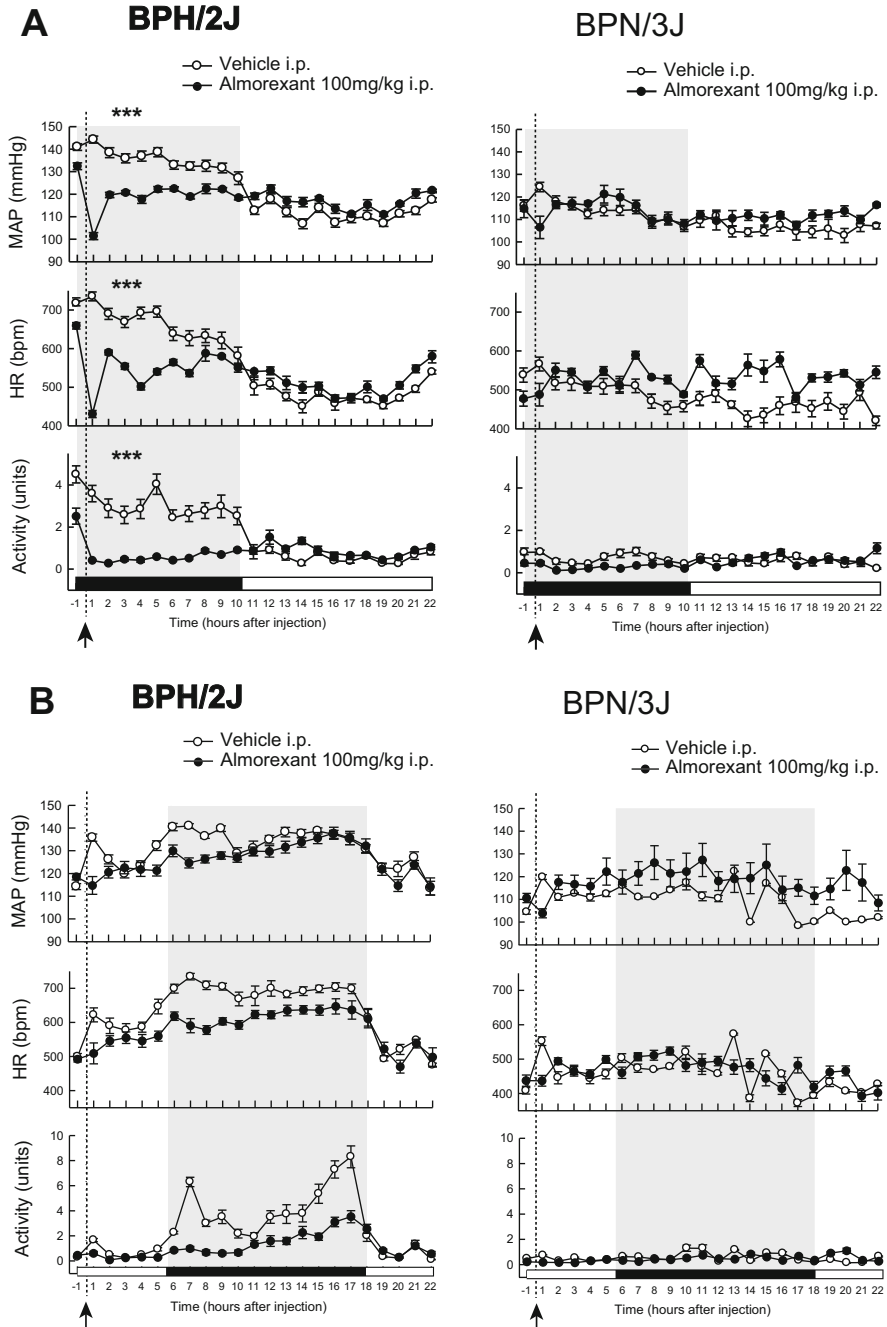 A
BPH/2J
BPN/3J
Vehicle i.p.
Almorexant 100mg/kg i.p.
Vehicle i.p.
Almorexant 100mg/kg i.p.
MAP (mmHg)
150
140
130
120
110
100
90
***
150
140
130
120
110
100
90
HR (bpm)
700
600
500
400
***
700
600
500
400
Activity (units)
4
2
0
***
4
2
0
-1 1 2 3 4 5 6 7 8 9 10 11 12 13 14 15 16 17 18 19 20 21 22
Time (hours after injection)
-1 1 2 3 4 5 6 7 8 9 10 11 12 13 14 15 16 17 18 19 20 21 22
Time (hours after injection)
B
BPH/2J
BPN/3J
Vehicle i.p.
Almorexant 100mg/kg i.p.
Vehicle i.p.
Almorexant 100mg/kg i.p.
MAP (mmHg)
150
140
130
120
110
100
90
150
140
130
120
110
100
90
HR (bpm)
700
600
500
400
700
600
500
400
Activity (units)
10
8
6
4
2
0
10
8
6
4
2
0
-1 1 2 3 4 5 6 7 8 9 10 11 12 13 14 15 16 17 18 19 20 21 22
Time (hours after injection)
-1 1 2 3 4 5 6 7 8 9 10 11 12 13 14 15 16 17 18 19 20 21 22
Time (hours after injection)